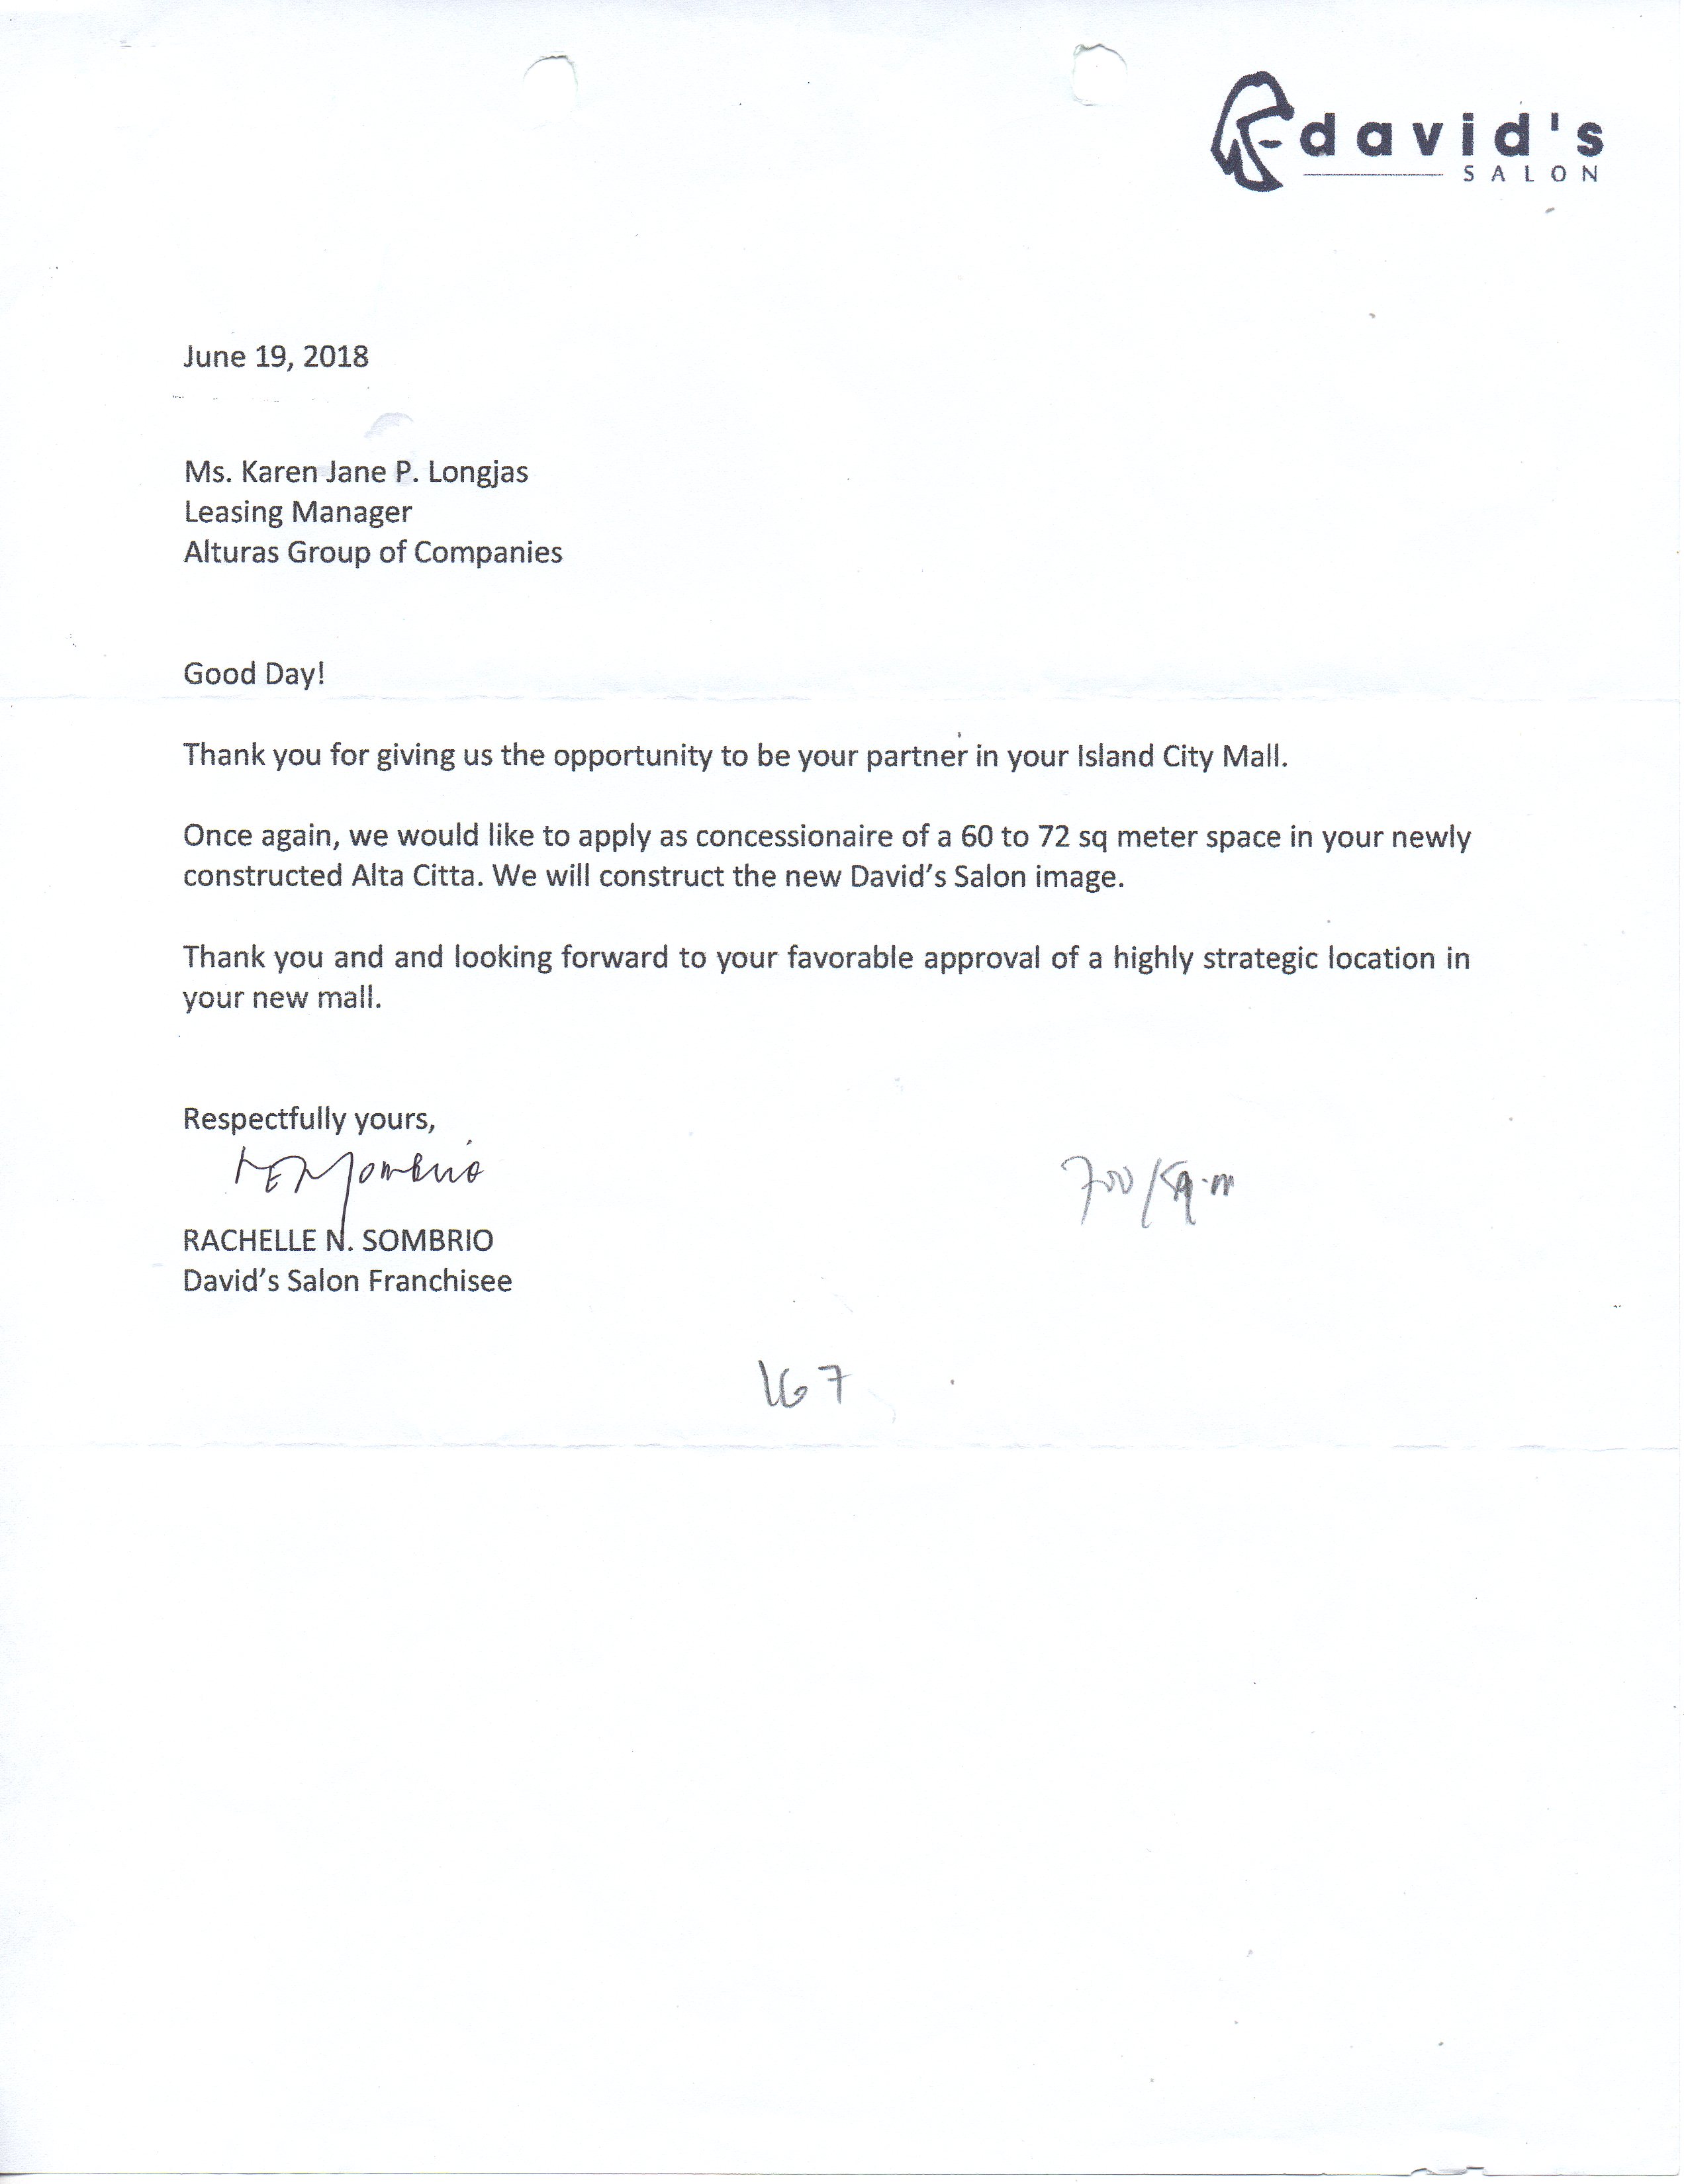 david's
SALON
June 19, 2018
Ms. Karen Jane P. Longjas
Leasing Manager
Alturas Group of Companies
Good Day!
Thank you for giving us the opportunity to be your partner in your Island City Mall.
Once again, we would like to apply as concessionaire of a 60 to 72 sq meter space in your newly
constructed Alta Citta. We will construct the new David's Salon image.
Thank you and and looking forward to your favorable approval of a highly strategic location in
your new mall.
Respectfully yours,
700/sq.m
RACHELLE N. SOMBRIO
David's Salon Franchisee
167